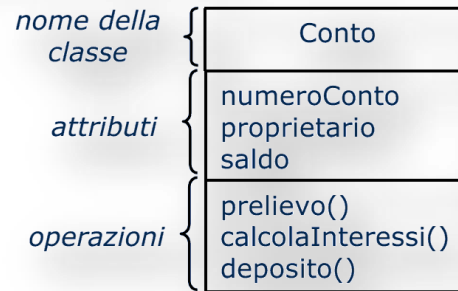 nome della
classe
Conto
attributi
numeroConto
proprietario
saldo
operazioni
prelievo()
calcolaInteressi()
deposito()